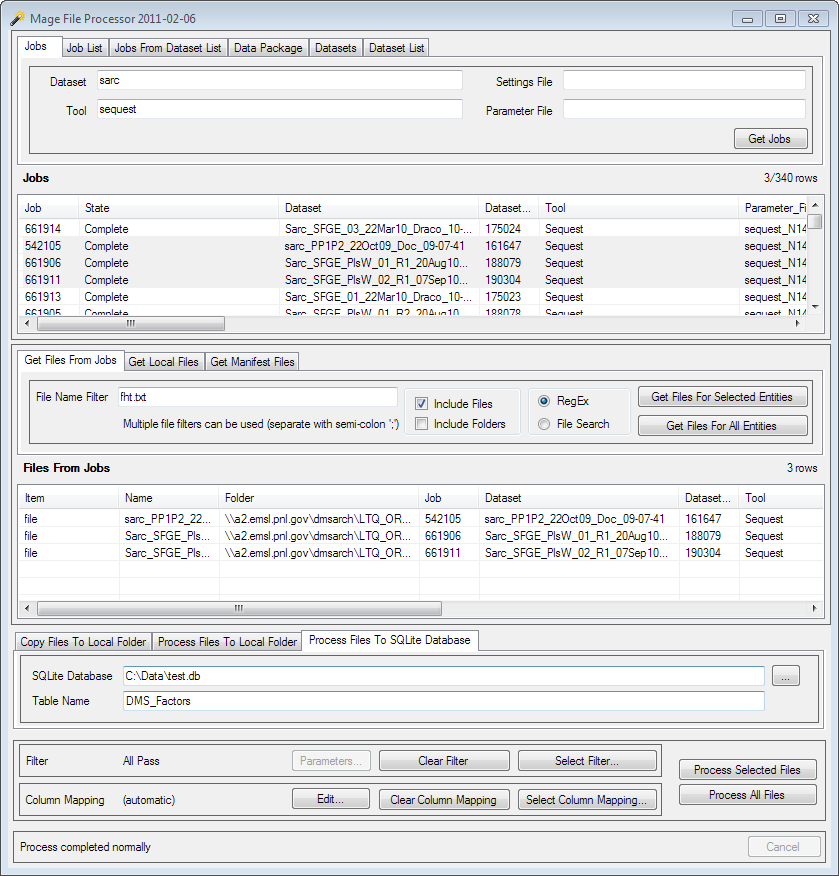 Mage File Processor 2011-02-06
Jobs Job List Jobs From Dataset List Data Package Datasets Dataset List
Dataset sarc Settings File
Tool sequest Parameter File
Get Jobs
Jobs 3/340 rows
Job State Dataset Dataset... Tool Parameter_Fi
661914 Complete Sarc_SFGE_03_22Mar10_Draco_10-... 175024 Sequest sequest_N14
542105 Complete sarc_PP1P2_22Oct09_Doc_09-07-41 161647 Sequest sequest_N14
661906 Complete Sarc_SFGE_PlsW_01_R1_20Aug10... 188079 Sequest sequest_N14
661911 Complete Sarc_SFGE_PlsW_02_R1_07Sep10... 190304 Sequest sequest_N14
661913 Complete Sarc_SFGE_01_22Mar10_Draco_10-... 175023 Sequest sequest_N14
661905 Complete Sarc_SFGE_PlsW_01_R2_20Aug10... 188078 Sequest sequest_N14
Get Files From Jobs Get Local Files Get Manifest Files
File Name Filter fht.txt Include Files RegEx Get Files For Selected Entities
Multiple file filters can be used (separate with semi-colon ';') Include Folders File Search Get Files For All Entities
Files From Jobs 3 rows
Item Name Folder Job Dataset Dataset... Tool
file sarc_PP1P2_22... \\a2.emsl.pnl.gov\dmsarch\LTQ_OR... 542105 sarc_PP1P2_22Oct09_Doc_09-07-41 161647 Sequest
file Sarc_SFGE_Pls... \\a2.emsl.pnl.gov\dmsarch\LTQ_OR... 661906 Sarc_SFGE_PlsW_01_R1_20Aug10... 188079 Sequest
file Sarc_SFGE_Pls... \\a2.emsl.pnl.gov\dmsarch\LTQ_OR... 661911 Sarc_SFGE_PlsW_02_R1_07Sep10... 190304 Sequest
Copy Files To Local Folder Process Files To Local Folder Process Files To SQLite Database
SQLite Database C:\Data\test.db ...
Table Name DMS_Factors
Filter All Pass Parameters... Clear Filter Select Filter... Process Selected Files
Column Mapping (automatic) Edit... Clear Column Mapping Select Column Mapping... Process All Files
Process completed normally Cancel